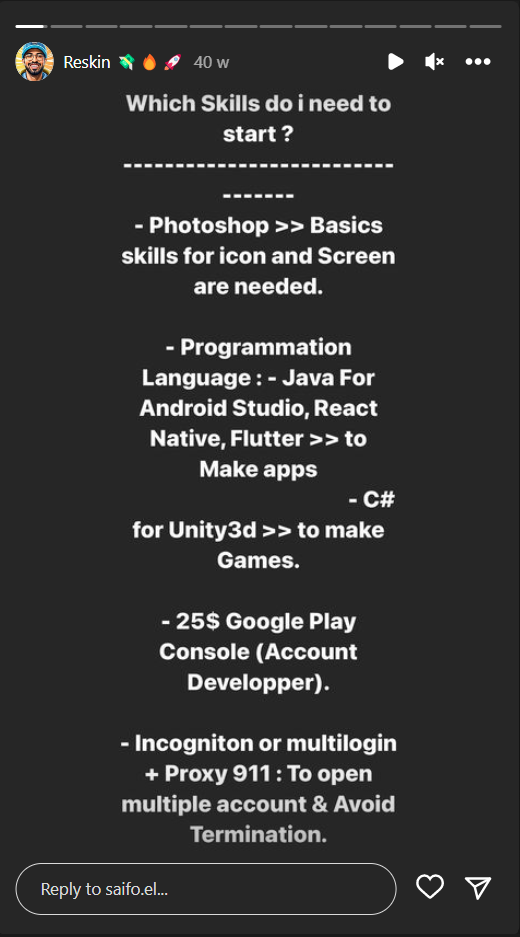 Reskin 💸 🔥 🚀 40 w
Which Skills do i need to
start ?
--------------------------
-------
- Photoshop >> Basics
skills for icon and Screen
are needed.
- Programmation
Language : - Java For
Android Studio, React
Native, Flutter >> to
Make apps
- C#
for Unity3d >> to make
Games.
- 25$ Google Play
Console (Account
Developper).
- Incogniton or multilogin
+ Proxy 911 : To open
multiple account & Avoid
Termination.
Reply to saifo.el...